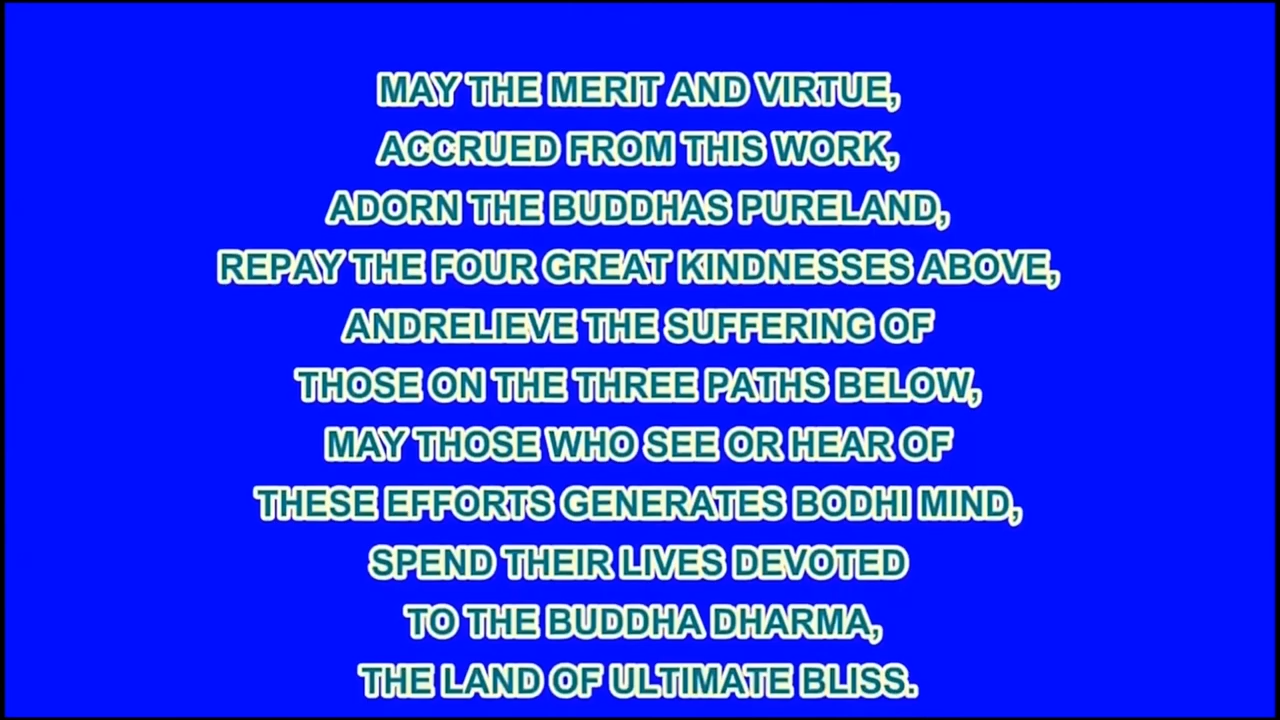 MAY THE MERIT AND VIRTUE,
ACCRUED FROM THIS WORK,
ADORN THE BUDDHAS PURELAND,
REPAY THE FOUR GREAT KINDNESSES ABOVE,
ANDRELIEVE THE SUFFERING OF
THOSE ON THE THREE PATHS BELOW,
MAY THOSE WHO SEE OR HEAR OF
THESE EFFORTS GENERATES BODHI MIND,
SPEND THEIR LIVES DEVOTED
TO THE BUDDHA DHARMA,
THE LAND OF ULTIMATE BLISS.